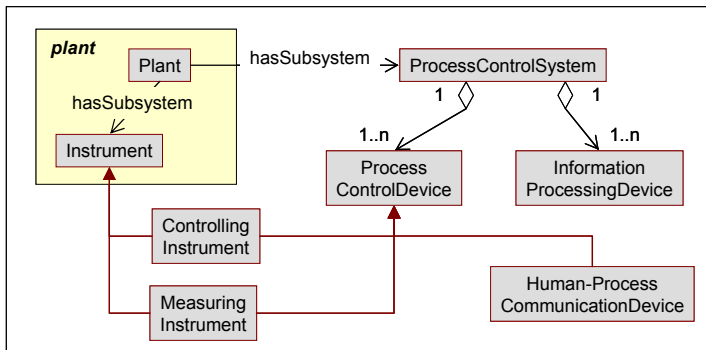 plant
Plant
hasSubsystem
ProcessControlSystem
hasSubsystem
1
1
Instrument
1..n
1..n
Process
ControlDevice
Information
ProcessingDevice
Controlling
Instrument
Human-Process
CommunicationDevice
Measuring
Instrument